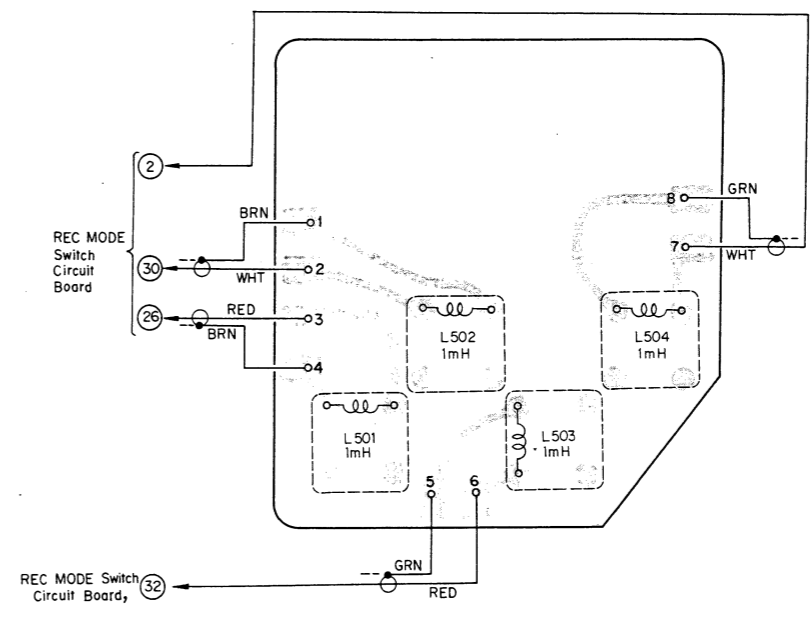 2
GRN
8
BRN
1
7
WHT
REC MODE
Switch
Circuit
Board
30
WHT
2
26
RED
3
BRN
4
L502
1mH
L504
1mH
L501
1mH
L503
1mH
5
6
REC MODE Switch
Circuit Board,
32
GRN
RED